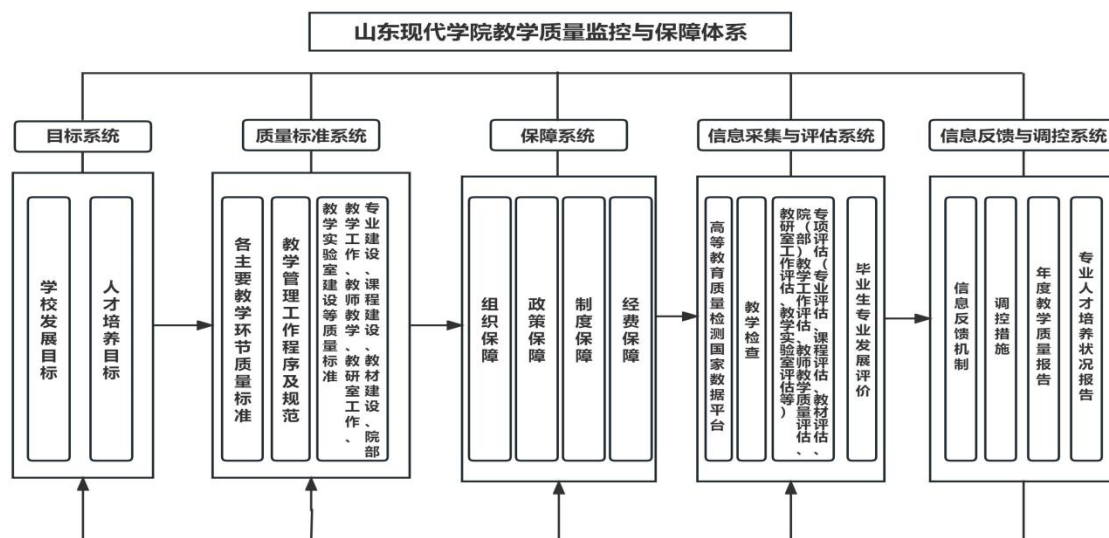 山东现代学院教学质量监控与保障体系
目标系统
质量标准系统
保障系统
信息采集与评估系统
信息反馈与调控系统
学校发展目标
人才培养目标
各主要教学环节质量标准
教学管理工作程序及规范
专业建设、课程建设、教材建设、院部
教学工作、教师教学、教研室工作、
教学实验室建设等质量标准
组织保障
政策保障
制度保障
经费保障
高等教育质量检测国家数据平台
教学检查
专项评估(专业评估、课程评估、教材评估、
院(部)教学工作评估、教师教学质量评估、
教研室工作评估、教学实验室评估等)
毕业生专业发展评价
信息反馈机制
调控措施
年度教学质量报告
专业人才培养状况报告